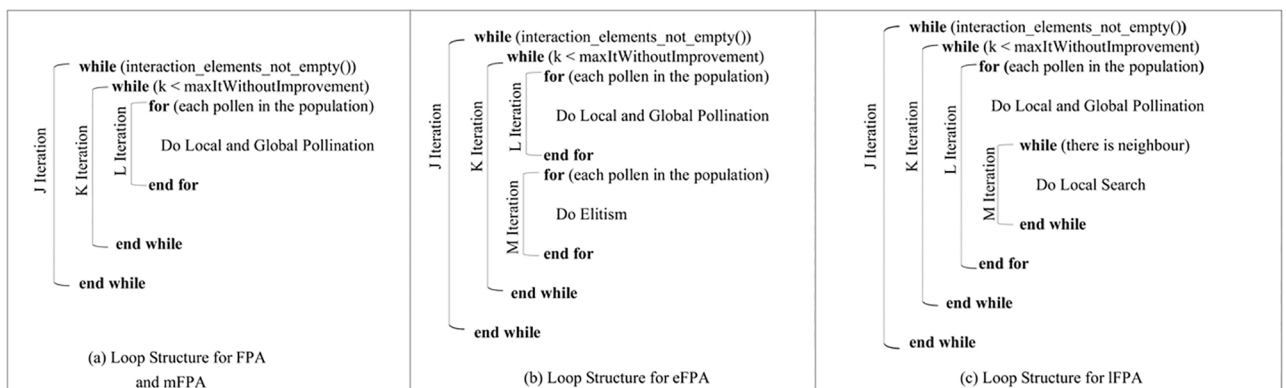 while (interaction_elements_not_empty())
while (k < maxItWithoutImprovement)
for (each pollen in the population)
Do Local and Global Pollination
end for
end while
end while
J Iteration
K Iteration
L Iteration
(a) Loop Structure for FPA
and mFPA
while (interaction_elements_not_empty())
while (k < maxItWithoutImprovement)
for (each pollen in the population)
Do Local and Global Pollination
end for
for (each pollen in the population)
Do Elitism
end for
end while
end while
J Iteration
K Iteration
L Iteration
M Iteration
(b) Loop Structure for eFPA
while (interaction_elements_not_empty())
while (k < maxItWithoutImprovement)
for (each pollen in the population)
Do Local and Global Pollination
while (there is neighbour)
Do Local Search
end while
end for
end while
end while
J Iteration
K Iteration
L Iteration
M Iteration
(c) Loop Structure for lFPA